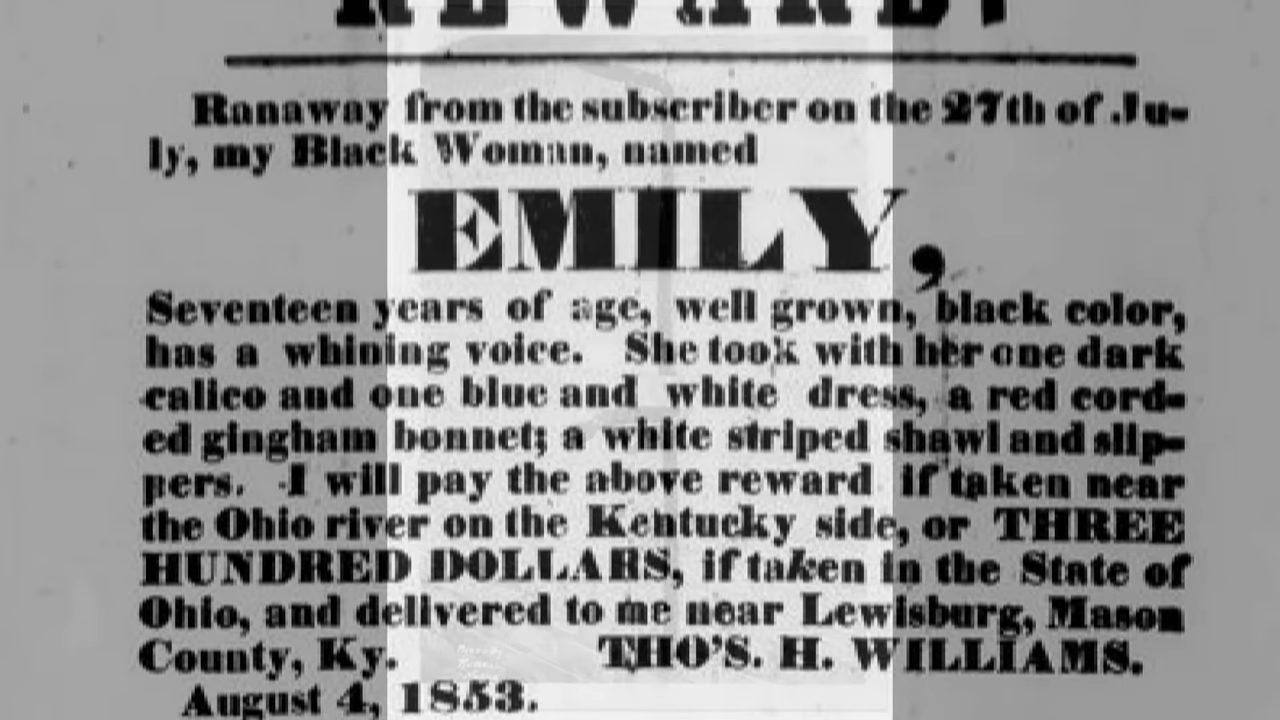 REWARD!
Ranaway from the subscriber on the 27th of Ju-
ly, my Black Woman, named
EMILY,
Seventeen years of age, well grown, black color,
has a whining voice. She took with her one dark
calico and one blue and white dress, a red cord-
ed gingham bonnet; a white striped shawl and slip-
pers. I will pay the above reward if taken near
the Ohio river on the Kentucky side, or THREE
HUNDRED DOLLARS, if taken in the State of
Ohio, and delivered to me near Lewisburg, Mason
County, Ky. THO'S. H. WILLIAMS.
August 4, 1853.